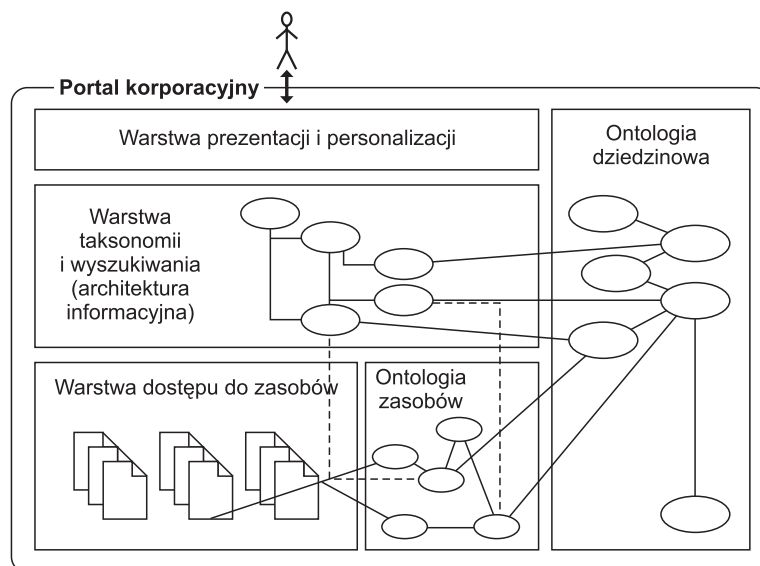 Portal korporacyjny
Warstwa prezentacji i personalizacji
Ontologia
dziedzinowa
Warstwa
taksonomii
i wyszukiwania
(architektura
informacyjna)
Warstwa dostępu do zasobów
Ontologia
zasobów